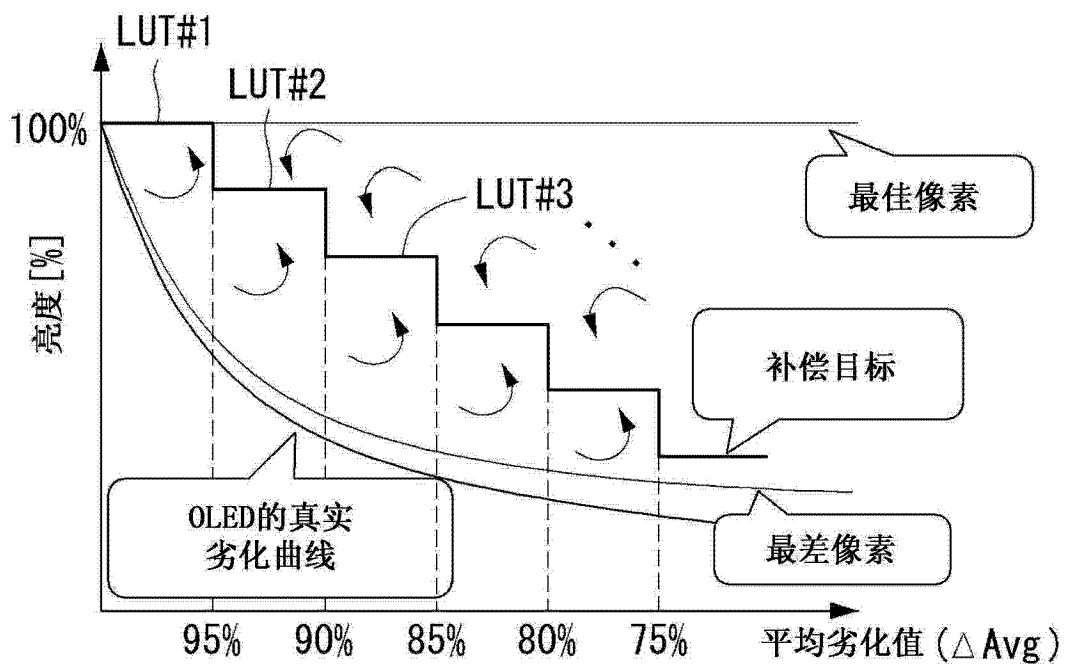 LUT#1
LUT#2
100%
最佳像素
LUT#3
亮度[%]
补偿目标
OLED的真实
劣化曲线
最差像素
95%
90%
85%
80%
75%
平均劣化值(△Avg)